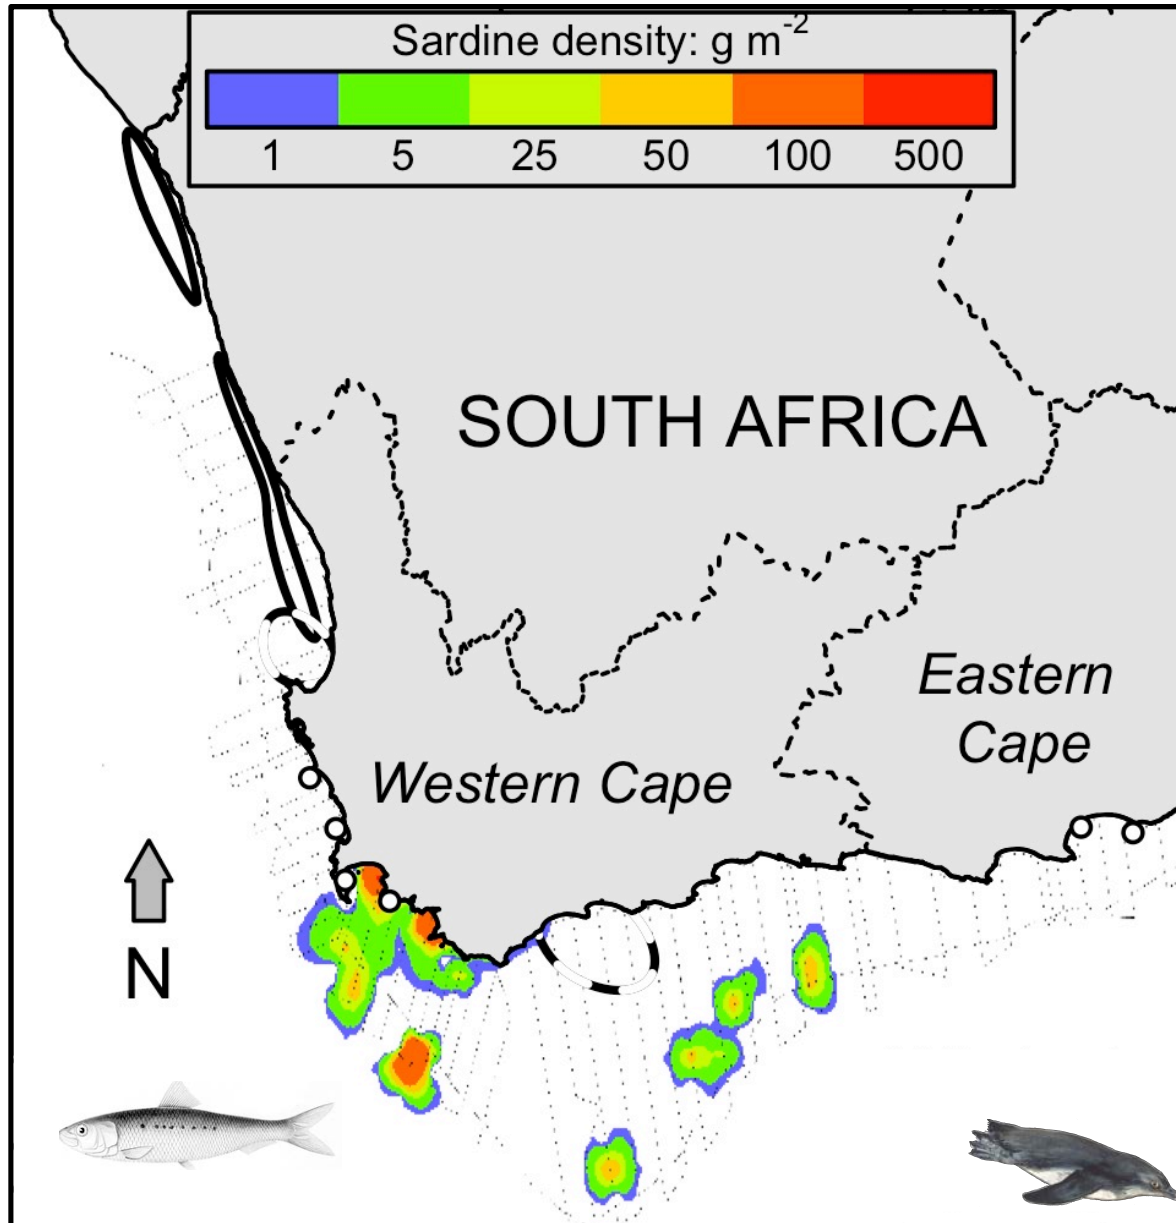 Sardine density: g m⁻²
1 5 25 50 100 500
SOUTH AFRICA
Eastern
Cape
Western Cape
N